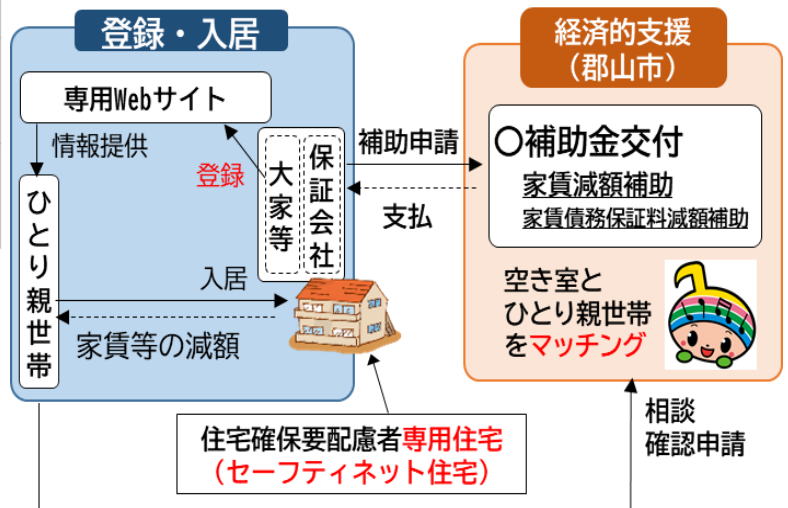 登録・入居
専用Webサイト
情報提供
登録
大家等
保証会社
ひとり親世帯
入居
家賃等の減額
補助申請
支払
経済的支援
（郡山市）
〇補助金交付
家賃減額補助
家賃債務保証料減額補助
空き室と
ひとり親世帯
をマッチング
住宅確保要配慮者専用住宅
（セーフティネット住宅）
相談
確認申請